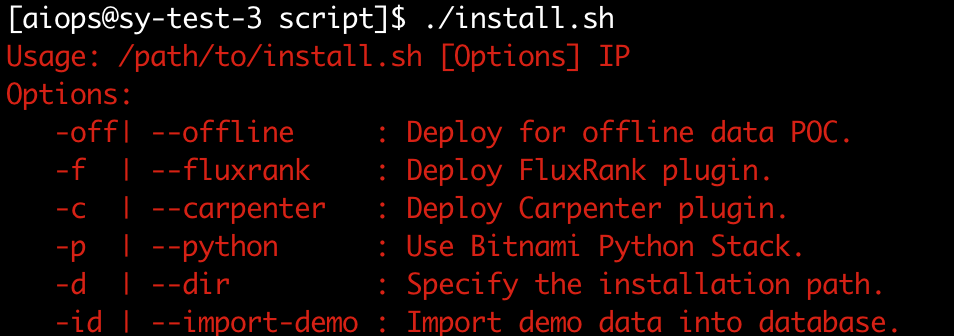 [aiops@sy-test-3 script]$ ./install.sh
Usage: /path/to/install.sh [Options] IP
Options:
   -off| --offline     : Deploy for offline data POC.
   -f  | --fluxrank    : Deploy FluxRank plugin.
   -c  | --carpenter   : Deploy Carpenter plugin.
   -p  | --python      : Use Bitnami Python Stack.
   -d  | --dir         : Specify the installation path.
   -id | --import-demo : Import demo data into database.